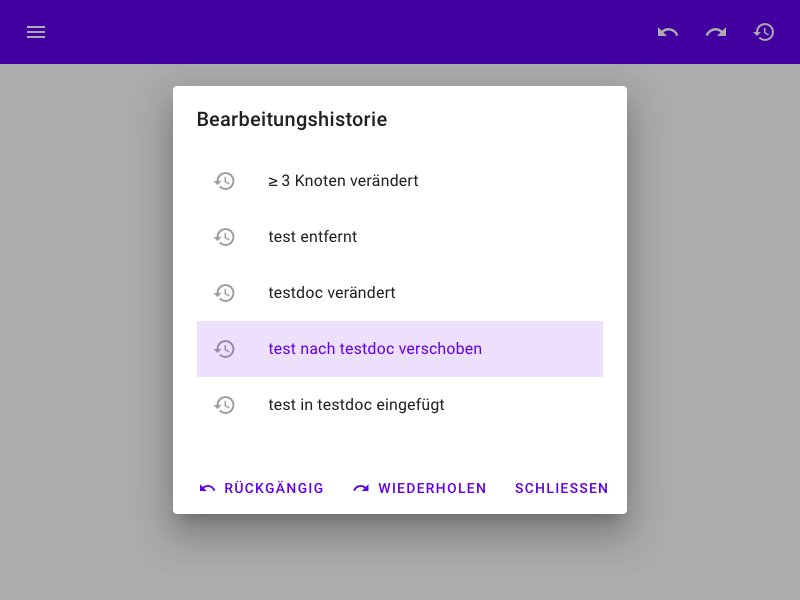 Bearbeitungshistorie
≥ 3 Knoten verändert
test entfernt
testdoc verändert
test nach testdoc verschoben
test in testdoc eingefügt
RÜCKGÄNGIG WIEDERHOLEN SCHLIESSEN